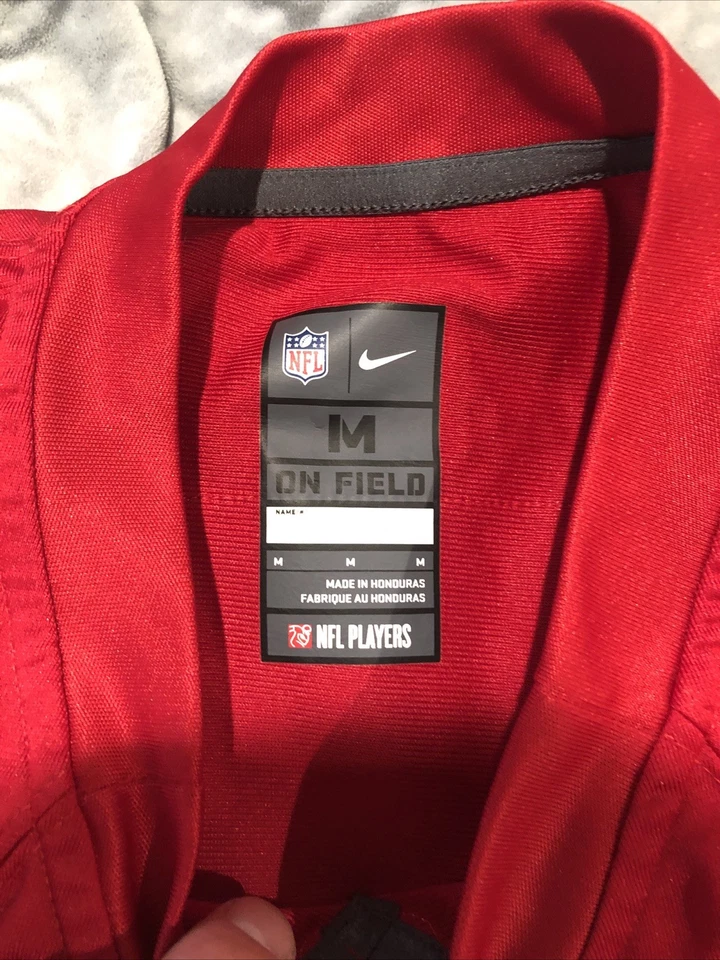 NFL
M
ON FIELD
NAME #
M M M
MADE IN HONDURAS
FABRIQUE AU HONDURAS
NFL PLAYERS